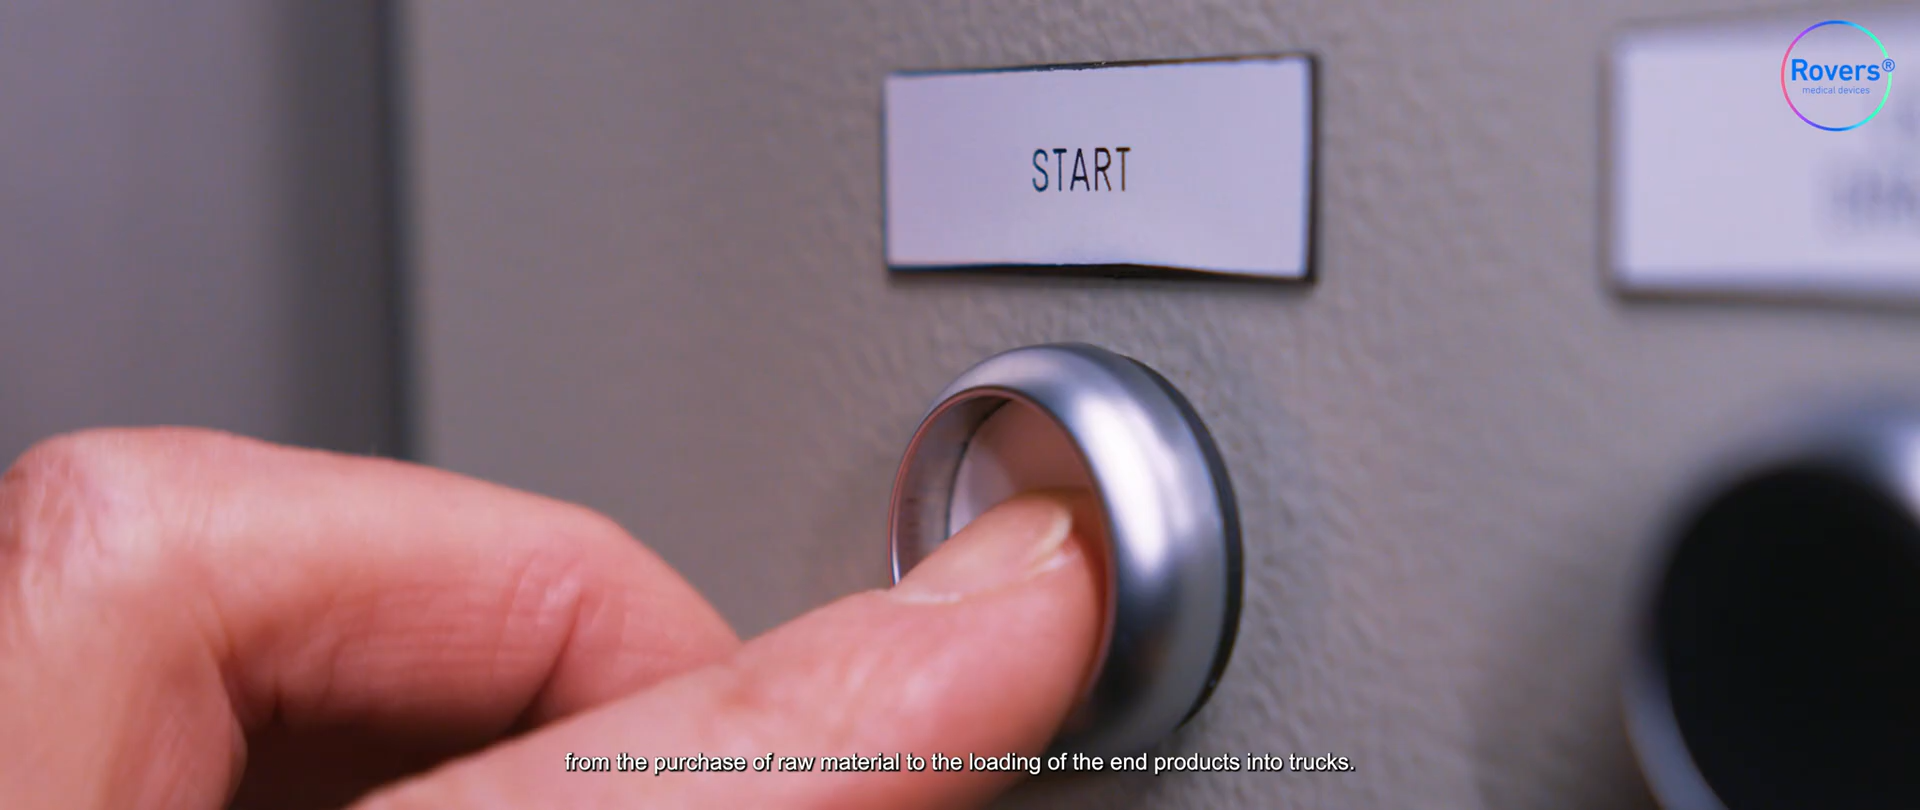 START
Rovers®
medical devices
from the purchase of raw material to the loading of the end products into trucks.